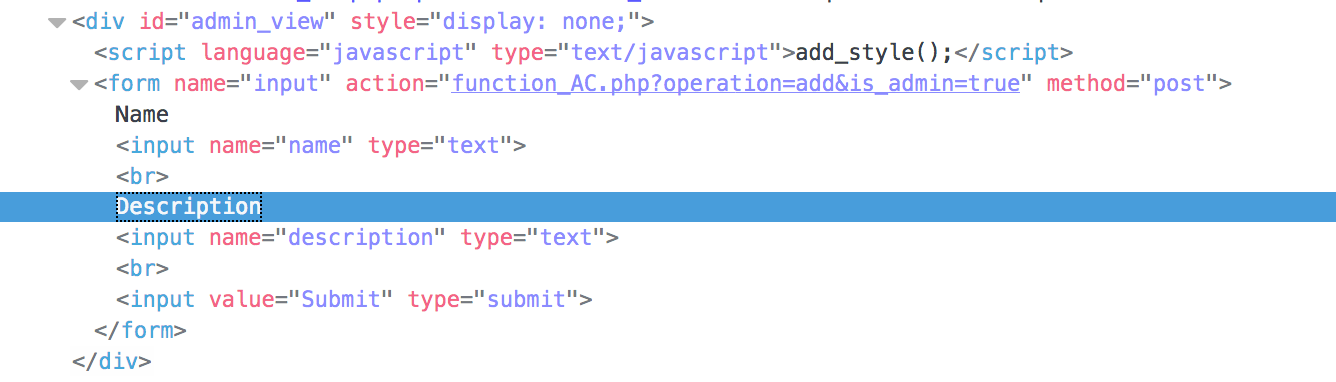 <div id="admin_view" style="display: none;">
<script language="javascript" type="text/javascript">add_style();</script>
<form name="input" action="function_AC.php?operation=add&is_admin=true" method="post">
Name
<input name="name" type="text">
<br>
Description
<input name="description" type="text">
<br>
<input value="Submit" type="submit">
</form>
</div>